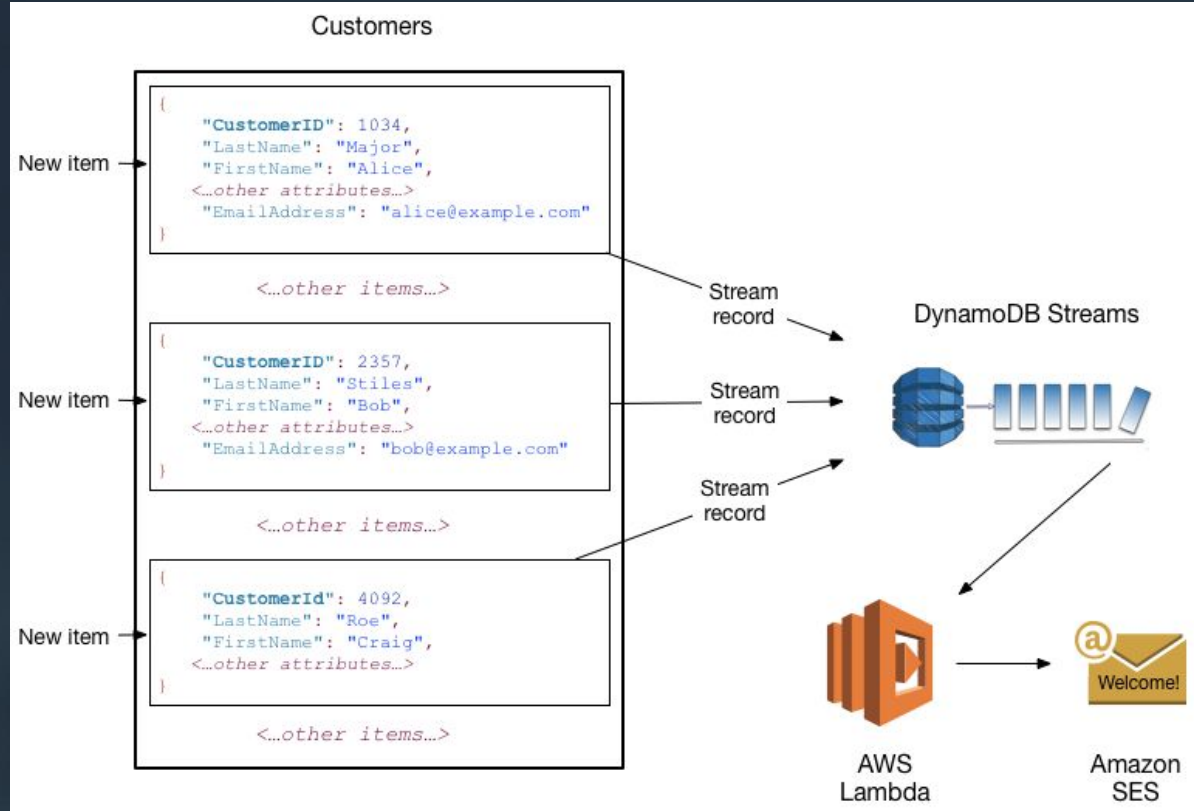 Customers
New item
{
"CustomerID": 1034,
"LastName": "Major",
"FirstName": "Alice",
<…other attributes…>
"EmailAddress": "alice@example.com"
}
<…other items…>
New item
{
"CustomerID": 2357,
"LastName": "Stiles",
"FirstName": "Bob",
<…other attributes…>
"EmailAddress": "bob@example.com"
}
<…other items…>
New item
{
"CustomerId": 4092,
"LastName": "Roe",
"FirstName": "Craig",
<…other attributes…>
}
<…other items…>
Stream
record
Stream
record
Stream
record
DynamoDB Streams
AWS
Lambda
@
Welcome!
Amazon
SES